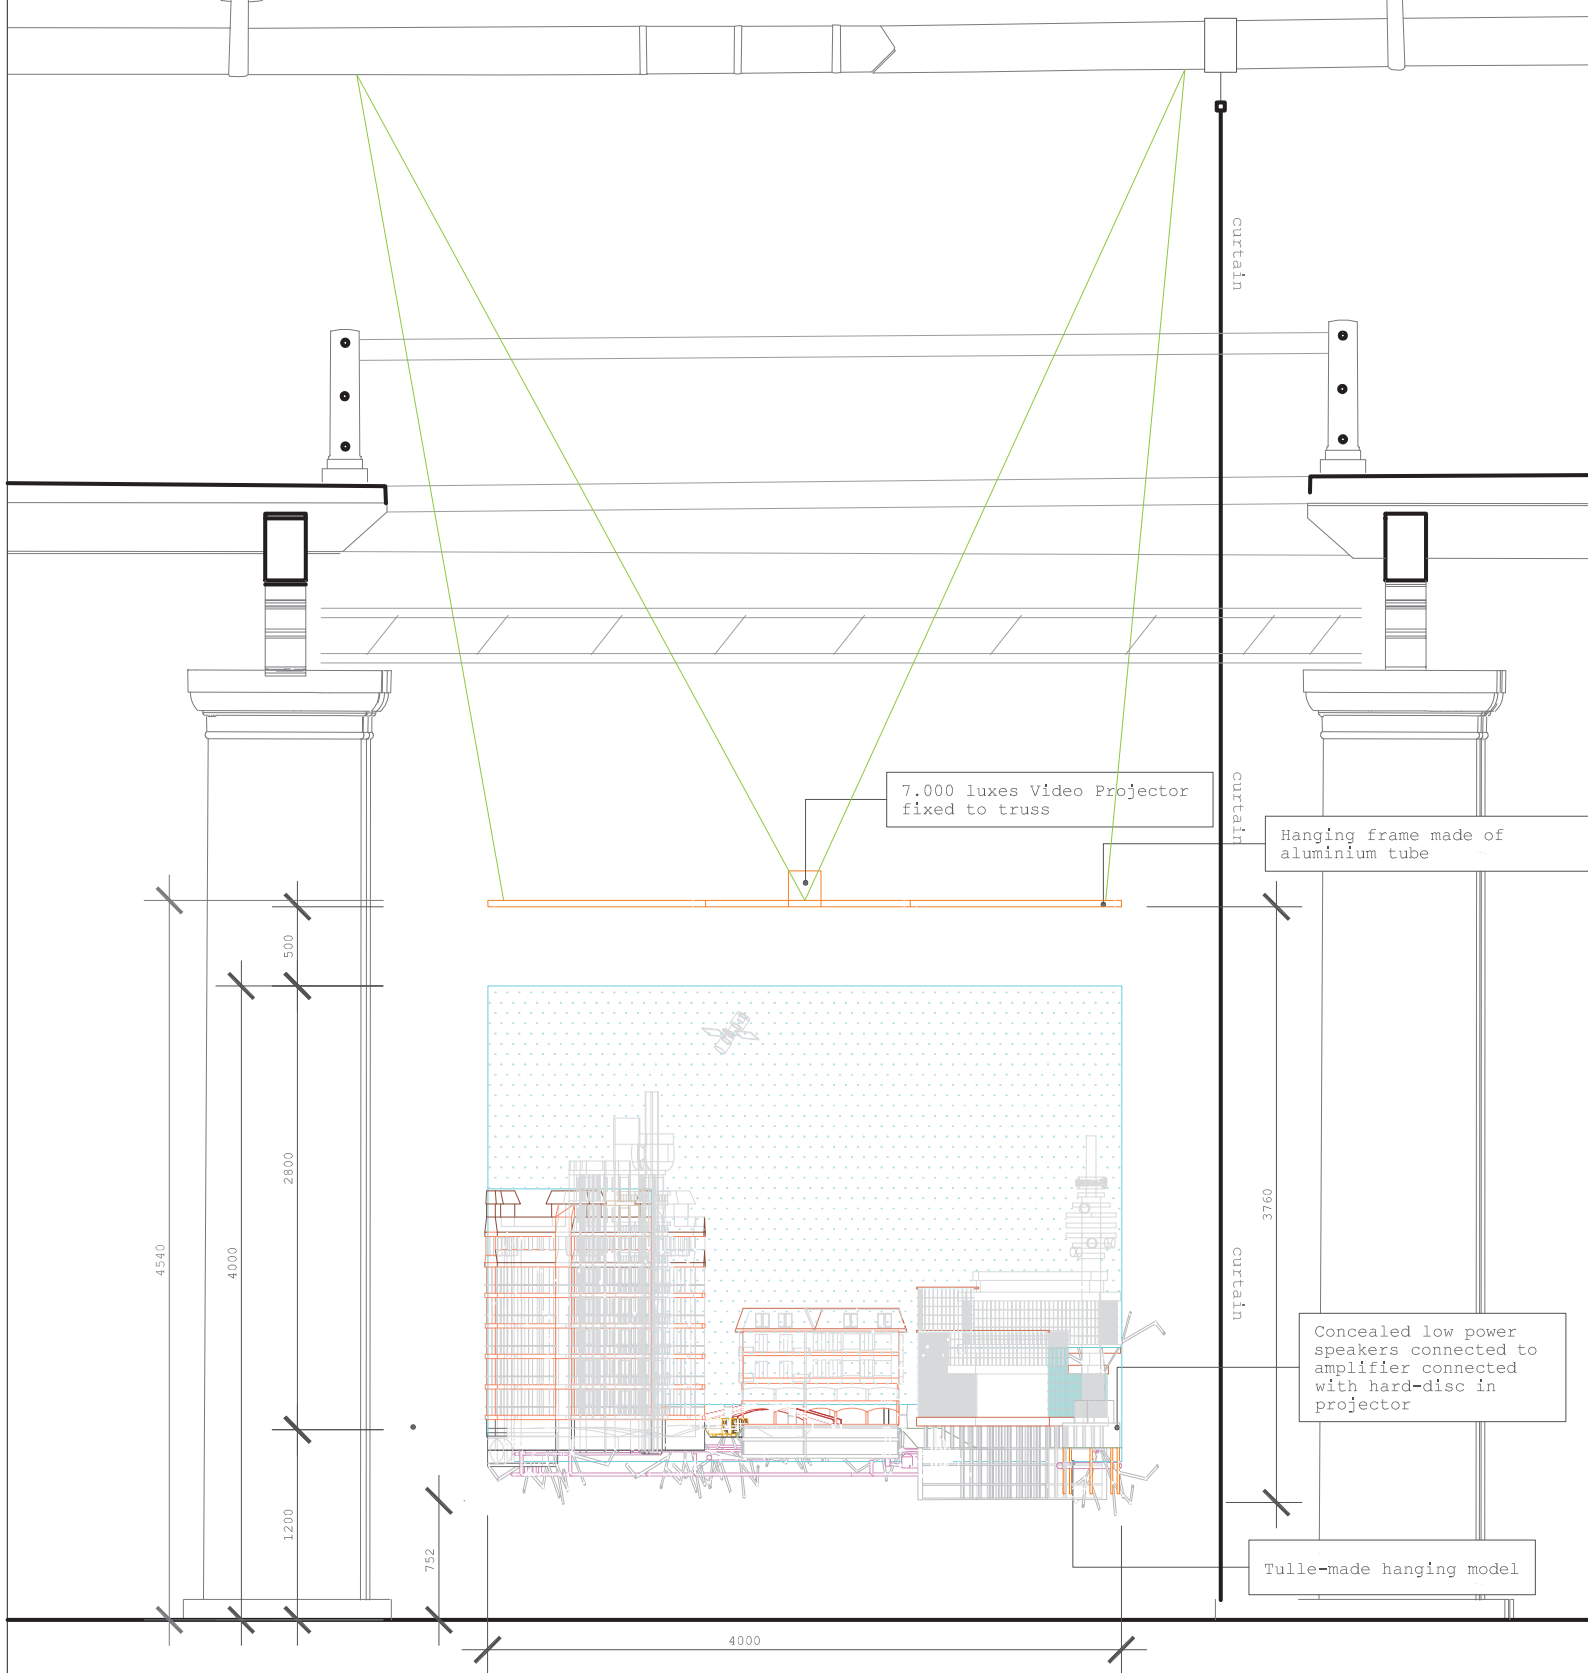 curtain
7.000 luxes Video Projector
fixed to truss
curtain
Hanging frame made of
aluminium tube
500
2800
3760
4540
4000
curtain
Concealed low power
speakers connected to
amplifier connected
with hard-disc in
projector
1200
752
Tulle-made hanging model
4000